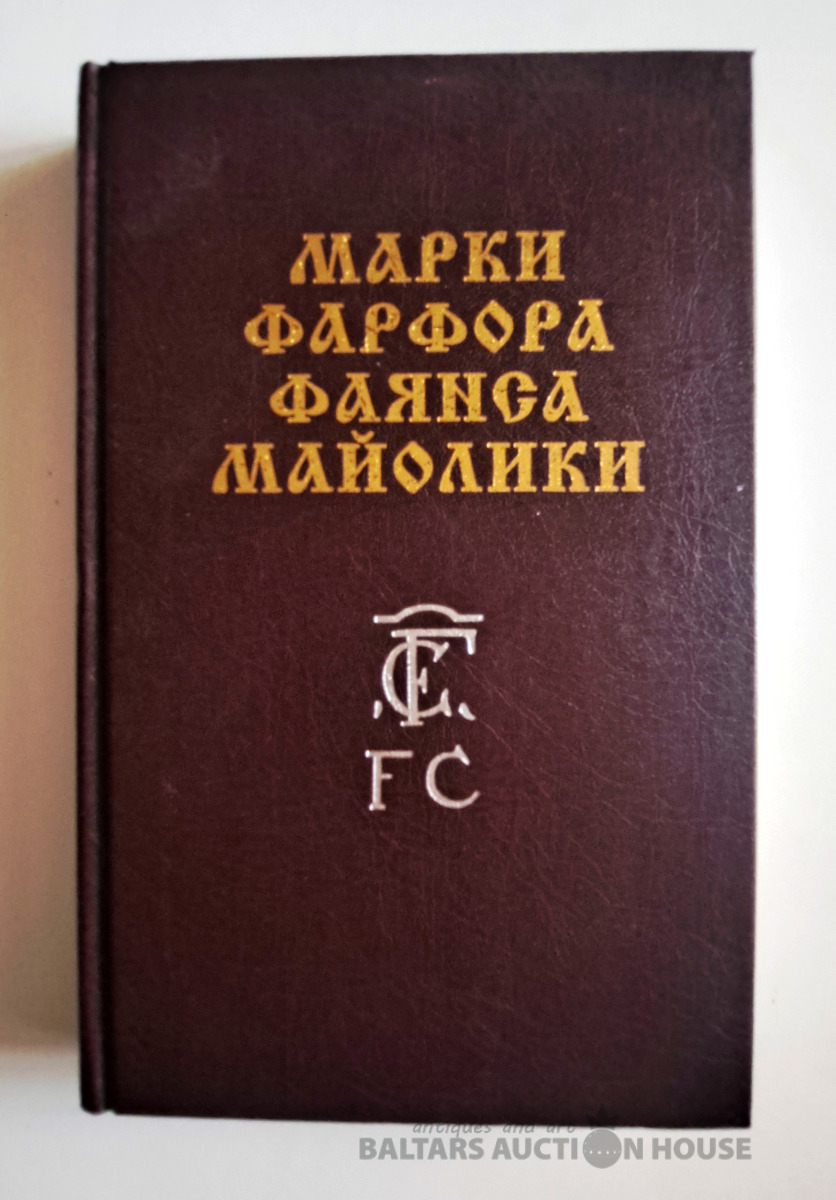 МАРКИ
ФАРФОРА
ФАЯНСА
МАЙОЛИКИ
FC
antiques and art
BALTARS AUCTION HOUSE